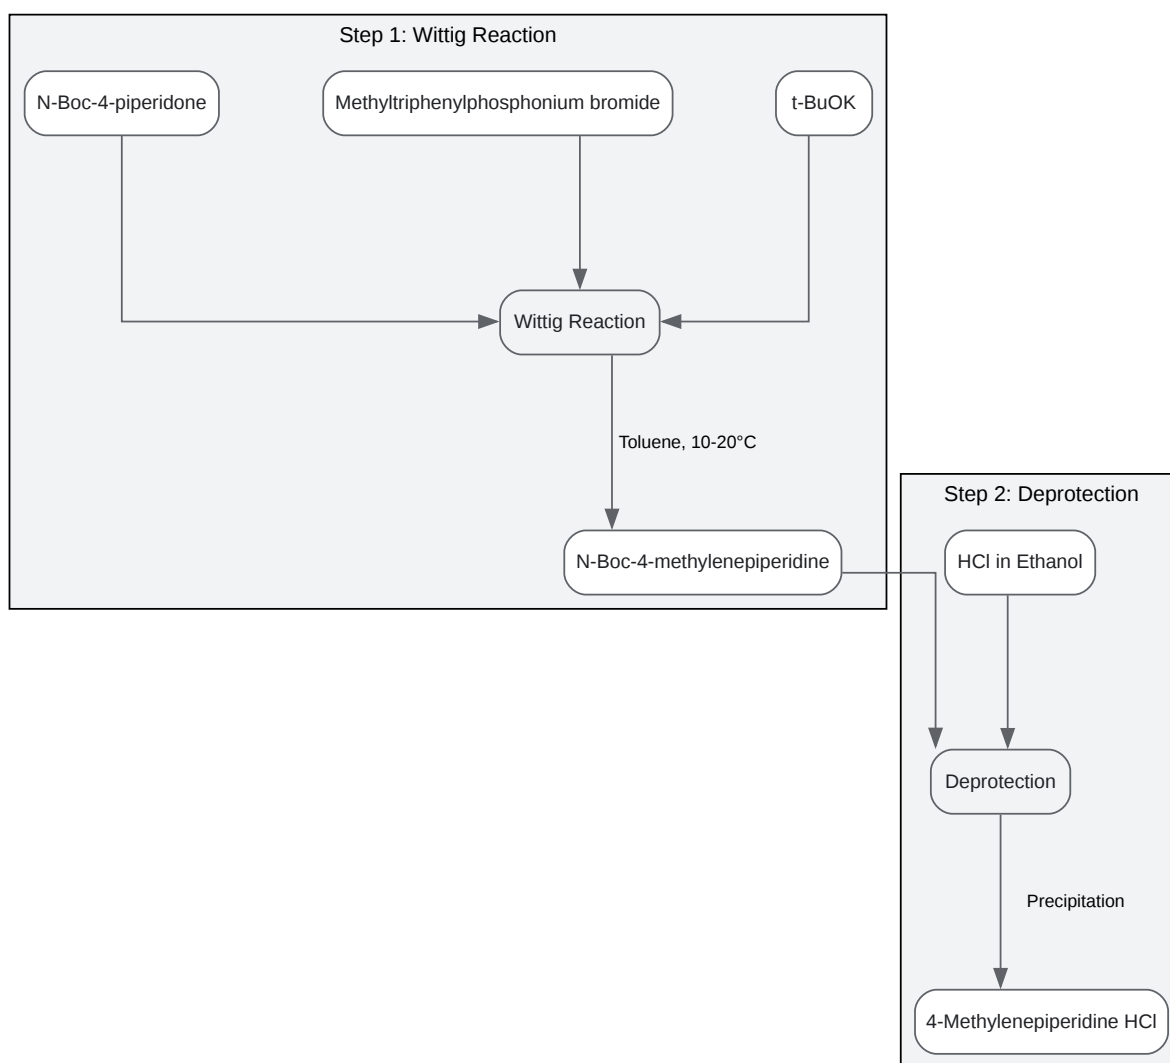 Step 1: Wittig Reaction
N-Boc-4-piperidone
Methyltriphenylphosphonium bromide
t-BuOK
Wittig Reaction
Toluene, 10-20°C
N-Boc-4-methylenepiperidine
Step 2: Deprotection
HCl in Ethanol
Deprotection
Precipitation
4-Methylenepiperidine HCl